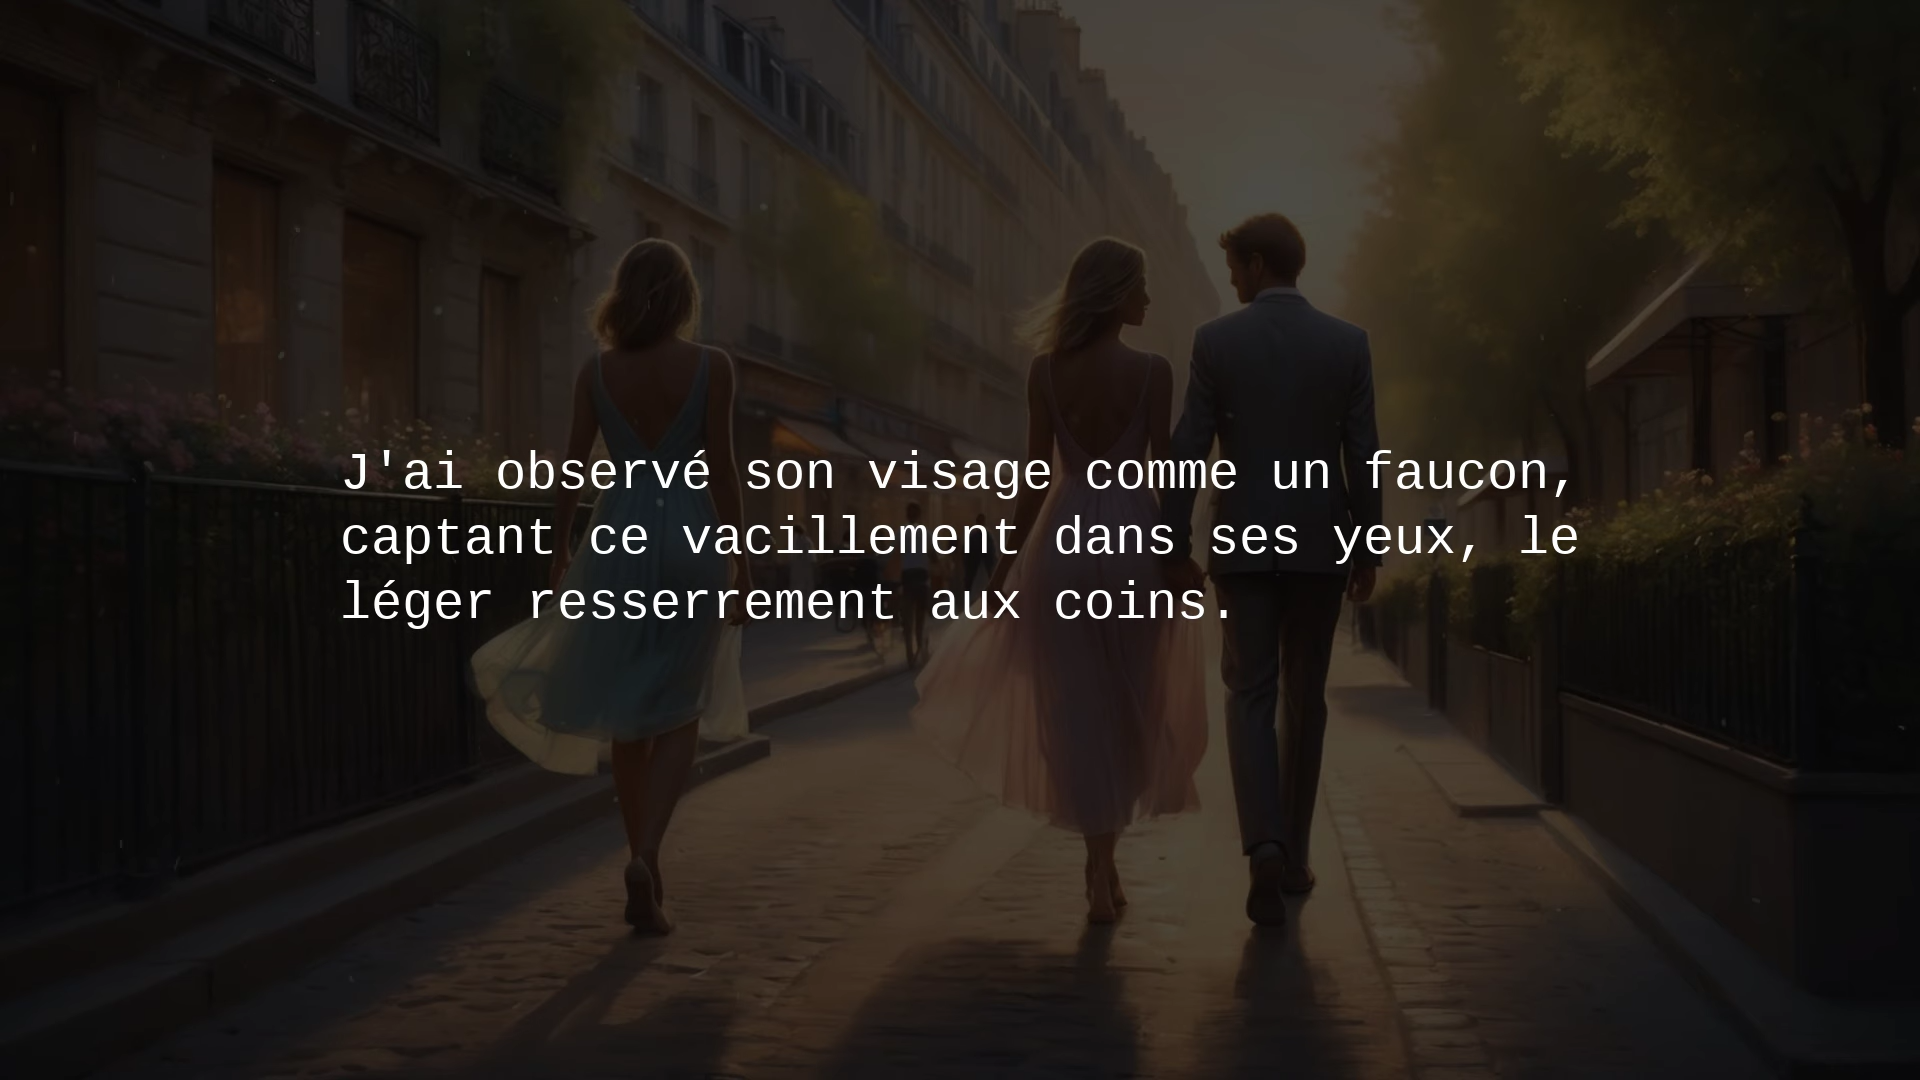 J'ai observé son visage comme un faucon,
captant ce vacillement dans ses yeux, le
léger resserrement aux coins.